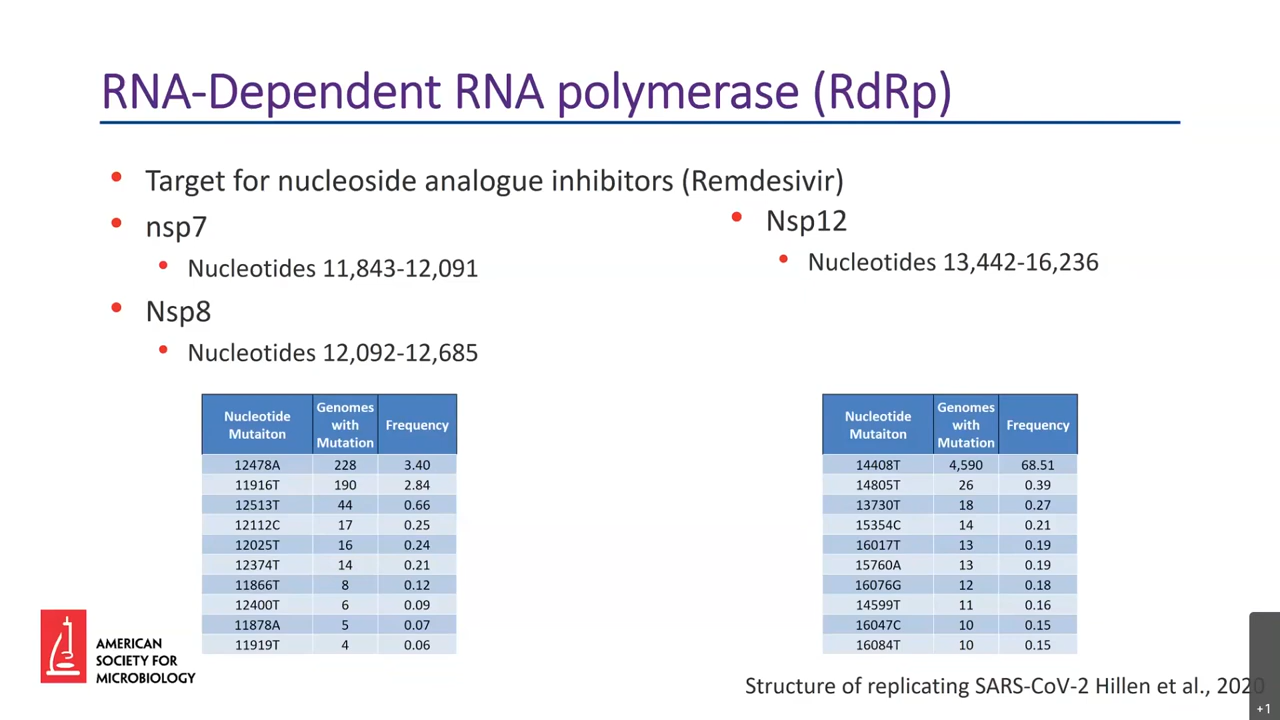 RNA-Dependent RNA polymerase (RdRp)
• Target for nucleoside analogue inhibitors (Remdesivir)
• nsp7
• Nucleotides 11,843-12,091
• Nsp8
• Nucleotides 12,092-12,685
• Nsp12
• Nucleotides 13,442-16,236
Nucleotide Mutaiton Genomes with Mutation Frequency
12478A 228 3.40
11916T 190 2.84
12513T 44 0.66
12112C 17 0.25
12025T 16 0.24
12374T 14 0.21
11866T 8 0.12
12400T 6 0.09
11878A 5 0.07
11919T 4 0.06
Nucleotide Mutaiton Genomes with Mutation Frequency
14408T 4,590 68.51
14805T 26 0.39
13730T 18 0.27
15354C 14 0.21
16017T 13 0.19
15760A 13 0.19
16076G 12 0.18
14599T 11 0.16
16047C 10 0.15
16084T 10 0.15
AMERICAN
SOCIETY FOR
MICROBIOLOGY
Structure of replicating SARS-CoV-2 Hillen et al., 2020
+1